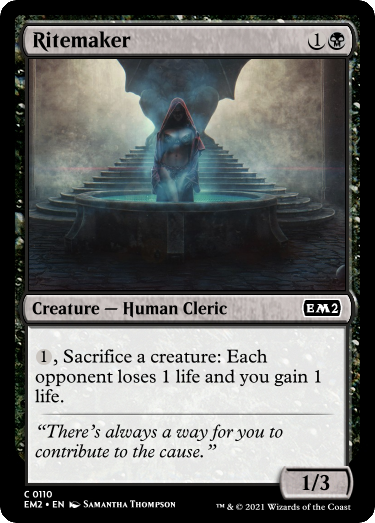 Ritemaker 1
Creature — Human Cleric EM2
1, Sacrifice a creature: Each
opponent loses 1 life and you gain 1
life.
“There’s always a way for you to
contribute to the cause.”
1/3
C 0110
EM2 • EN Samantha Thompson
™ & © 2021 Wizards of the Coast